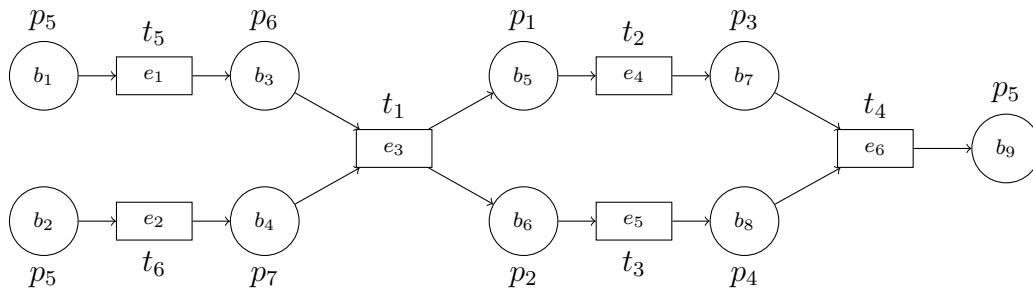 p₅ t₅ p₆ p₁ t₂ p₃
b₁ e₁ b₃ b₅ e₄ b₇
t₁ t₄ p₅
e₃ e₆ b₉
b₂ e₂ b₄ b₆ e₅ b₈
p₅ t₆ p₇ p₂ t₃ p₄